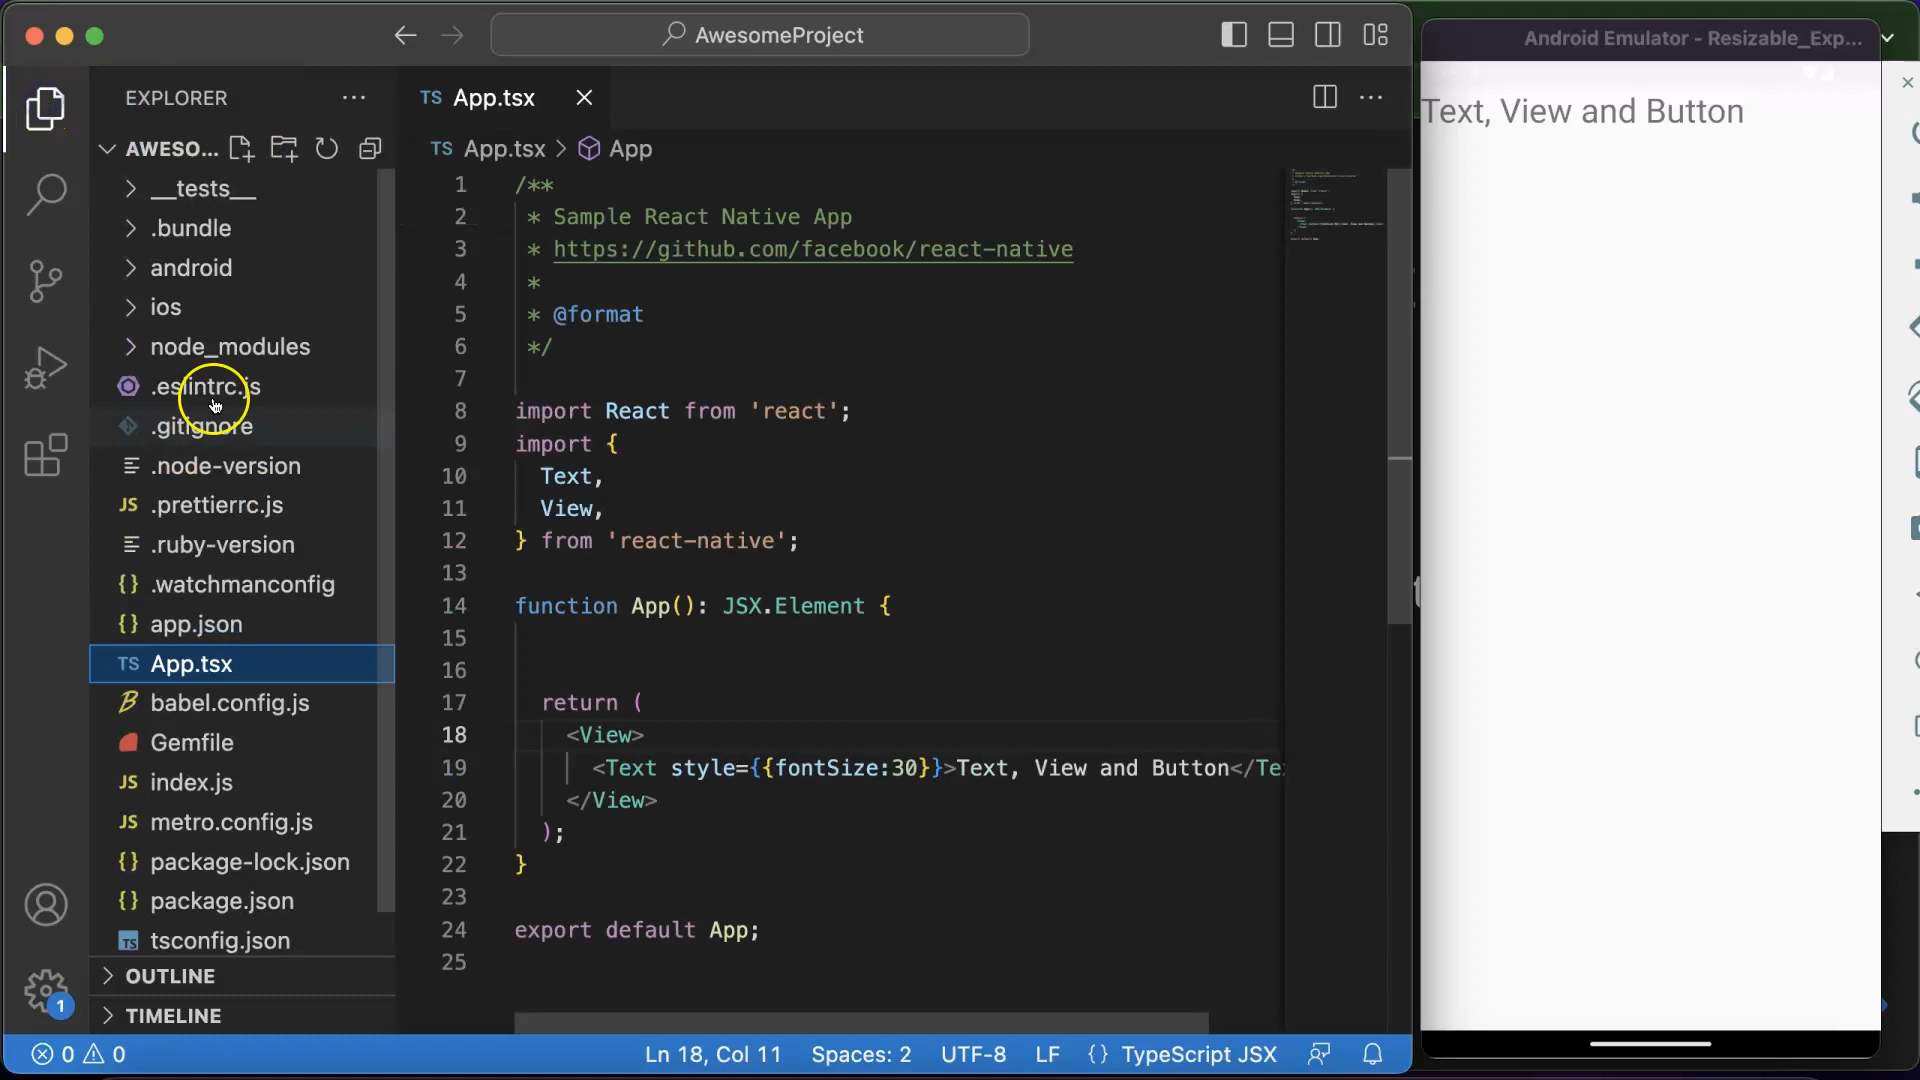 AwesomeProject
EXPLORER
AWESO...
__tests__
.bundle
android
ios
node_modules
.eslintrc.js
.gitignore
.node-version
JS .prettierrc.js
.ruby-version
{} .watchmanconfig
{} app.json
TS App.tsx
babel.config.js
Gemfile
JS index.js
JS metro.config.js
{} package-lock.json
{} package.json
TS tsconfig.json
OUTLINE
TIMELINE
1
TS App.tsx
TS App.tsx > App
1 /**
2 * Sample React Native App
3 * https://github.com/facebook/react-native
4 *
5 * @format
6 */
7
8 import React from 'react';
9 import {
10 Text,
11 View,
12 } from 'react-native';
13
14 function App(): JSX.Element {
15
16
17 return (
18 <View>
19 <Text style={{fontSize:30}}>Text, View and Button</Te
20 </View>
21 );
22 }
23
24 export default App;
25
0 0
Ln 18, Col 11 Spaces: 2 UTF-8 LF {} TypeScript JSX
Android Emulator - Resizable_Exp...
Text, View and Button